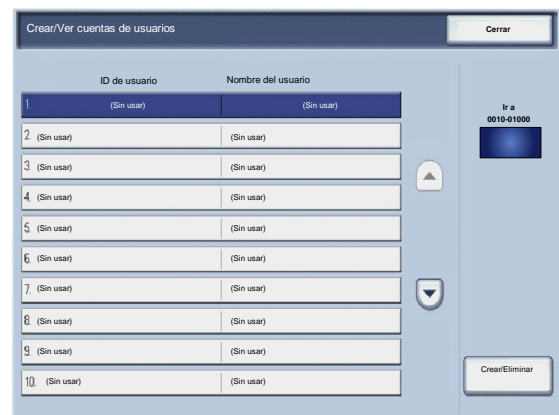 Crear/Ver cuentas de usuarios
Cerrar
ID de usuario Nombre del usuario
1. (Sin usar) (Sin usar)
2. (Sin usar) (Sin usar)
3. (Sin usar) (Sin usar)
4. (Sin usar) (Sin usar)
5. (Sin usar) (Sin usar)
6. (Sin usar) (Sin usar)
7. (Sin usar) (Sin usar)
8. (Sin usar) (Sin usar)
9. (Sin usar) (Sin usar)
10. (Sin usar) (Sin usar)
Ir a
0010-01000
Crear/Eliminar